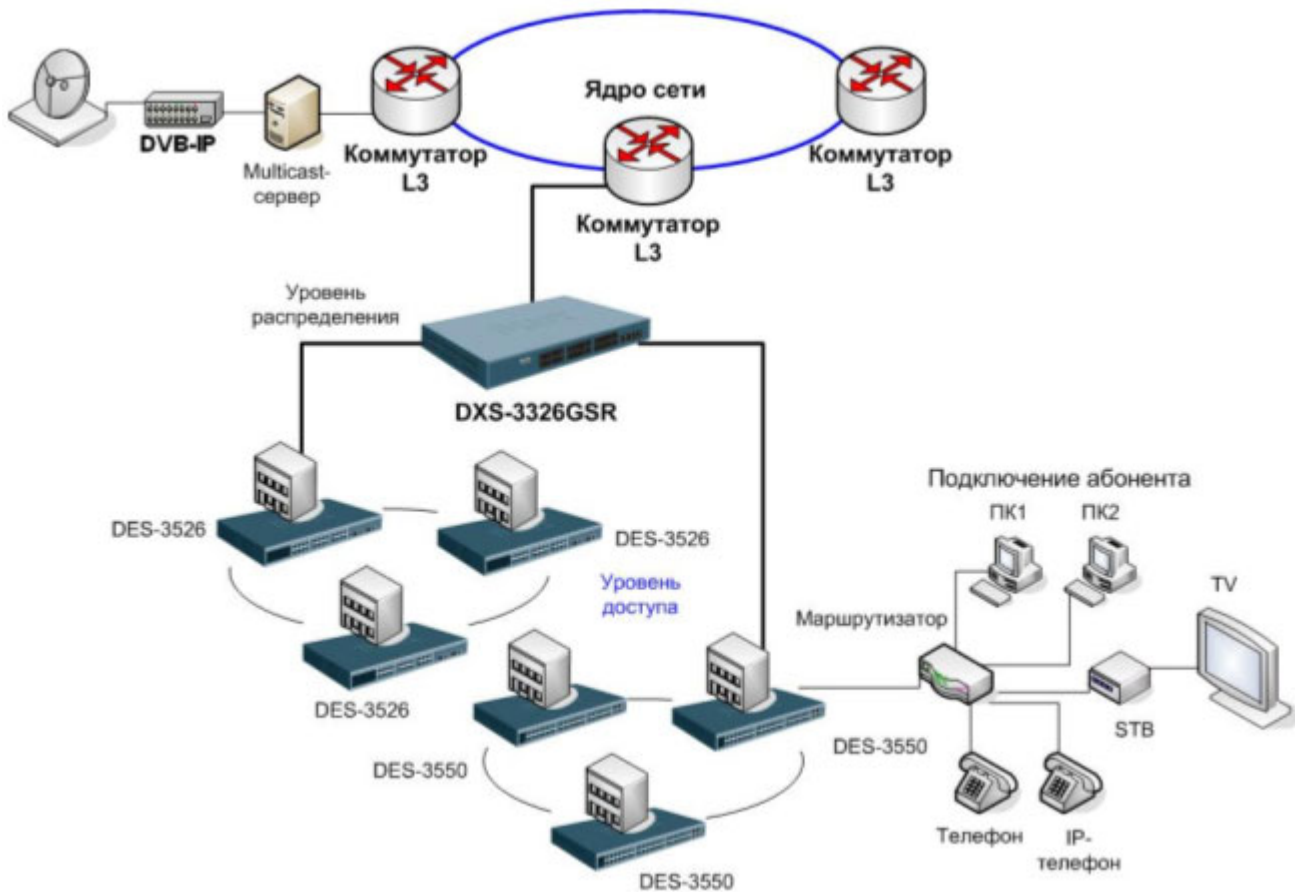 Ядро сети
DVB-IP
Multicast-
сервер
Коммутатор
L3
Коммутатор
L3
Коммутатор
L3
Уровень
распределения
DXS-3326GSR
DES-3526
DES-3526
DES-3526
Уровень
доступа
DES-3550
DES-3550
DES-3550
Подключение абонента
ПК1
ПК2
TV
Маршрутизатор
STB
Телефон
IP-
телефон